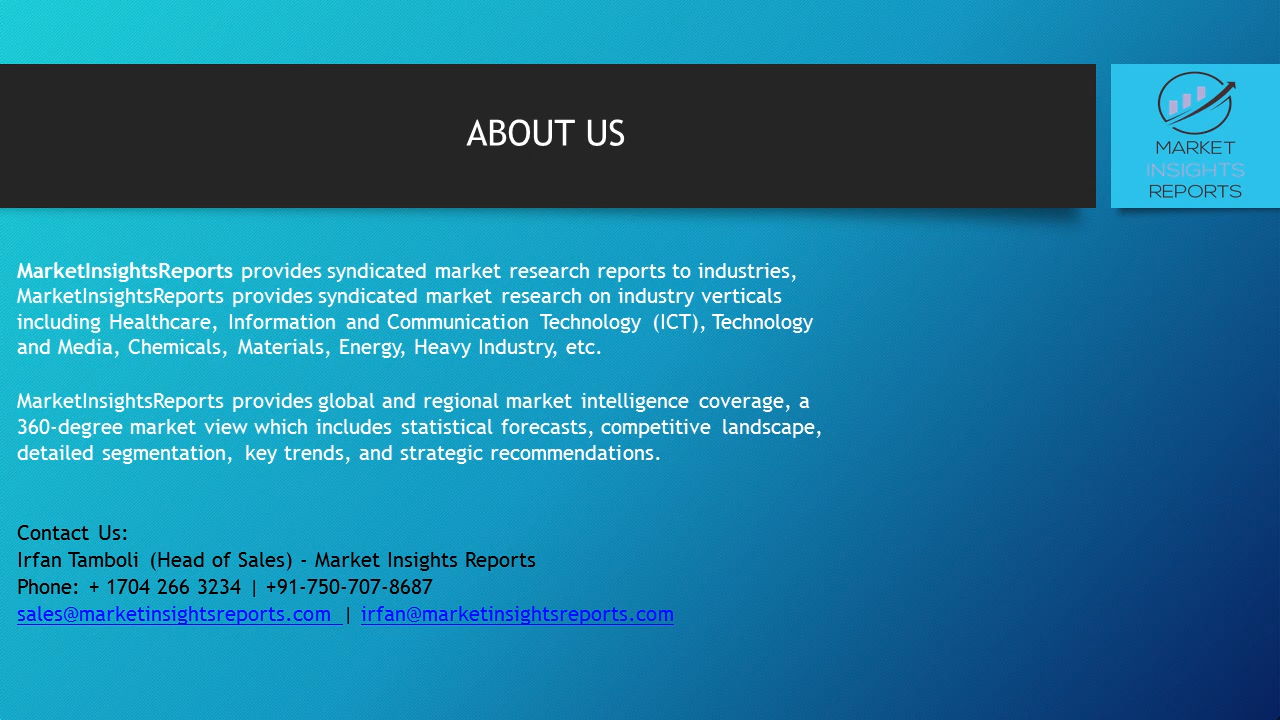 ABOUT US
MARKET
INSIGHTS
REPORTS
MarketInsightsReports provides syndicated market research reports to industries,
MarketInsightsReports provides syndicated market research on industry verticals
including Healthcare, Information and Communication Technology (ICT), Technology
and Media, Chemicals, Materials, Energy, Heavy Industry, etc.
MarketInsightsReports provides global and regional market intelligence coverage, a
360-degree market view which includes statistical forecasts, competitive landscape,
detailed segmentation, key trends, and strategic recommendations.
Contact Us:
Irfan Tamboli (Head of Sales) - Market Insights Reports
Phone: + 1704 266 3234 | +91-750-707-8687
sales@marketinsightsreports.com | irfan@marketinsightsreports.com